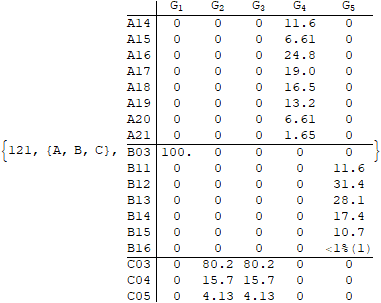 G1 G2 G3 G4 G5
A14 0 0 0 11.6 0
A15 0 0 0 6.61 0
A16 0 0 0 24.8 0
A17 0 0 0 19.0 0
A18 0 0 0 16.5 0
A19 0 0 0 13.2 0
A20 0 0 0 6.61 0
A21 0 0 0 1.65 0
{121, {A, B, C}, B03 100. 0 0 0 0 }
B11 0 0 0 0 11.6
B12 0 0 0 0 31.4
B13 0 0 0 0 28.1
B14 0 0 0 0 17.4
B15 0 0 0 0 10.7
B16 0 0 0 0 <1%(1)
C03 0 80.2 80.2 0 0
C04 0 15.7 15.7 0 0
C05 0 4.13 4.13 0 0